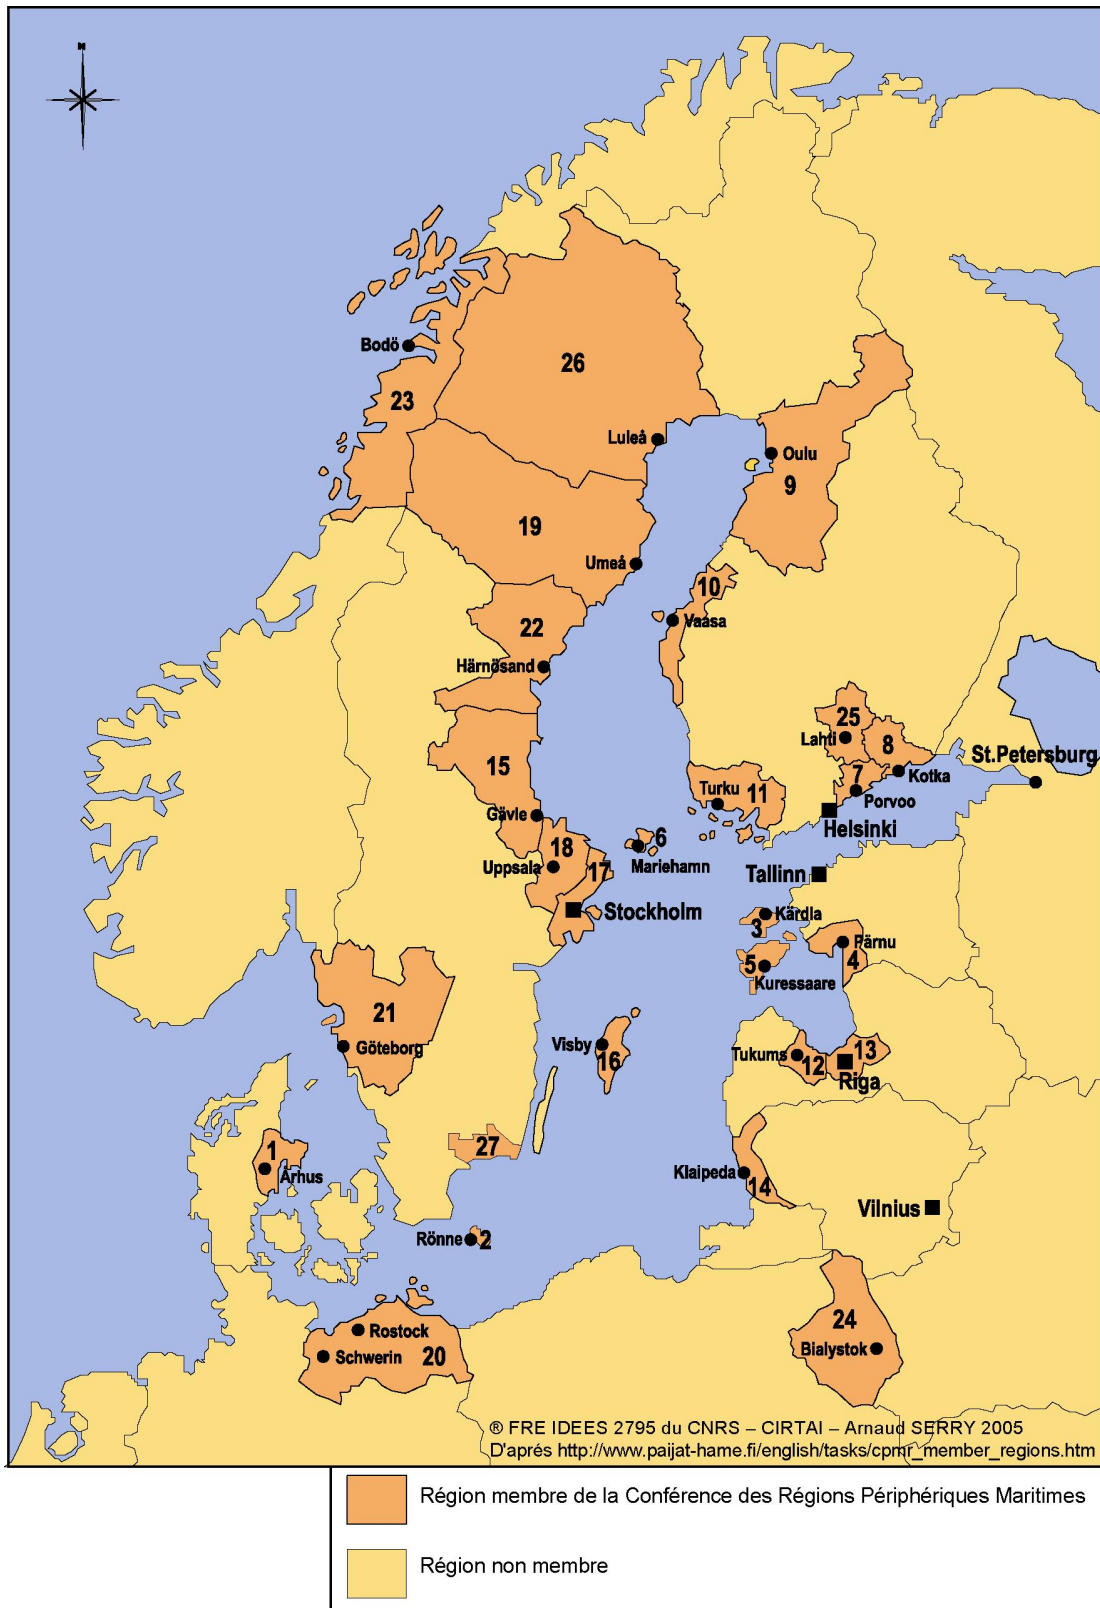 N
Bodö
26
23
Luleå
Oulu
9
19
Umeå
10
Vaasa
22
Härnösand
25
Lahti
8
St.Petersburg
15
7
Kotka
Turku
11
Porvoo
Gävle
Helsinki
18
6
Uppsala
17
Mariehamn
Tallinn
Stockholm
Kärdla
3
Pärnu
5
4
Kuressaare
21
Göteborg
Visby
16
Tukums
12
13
Riga
27
1
Århus
Klaipeda
14
Vilnius
Rönne
2
24
Rostock
Schwerin
20
Bialystok
® FRE IDEES 2795 du CNRS – CIRTAI – Arnaud SERRY 2005
D'aprés http://www.paijat-hame.fi/english/tasks/cpmr_member_regions.htm
Région membre de la Conférence des Régions Périphériques Maritimes
Région non membre